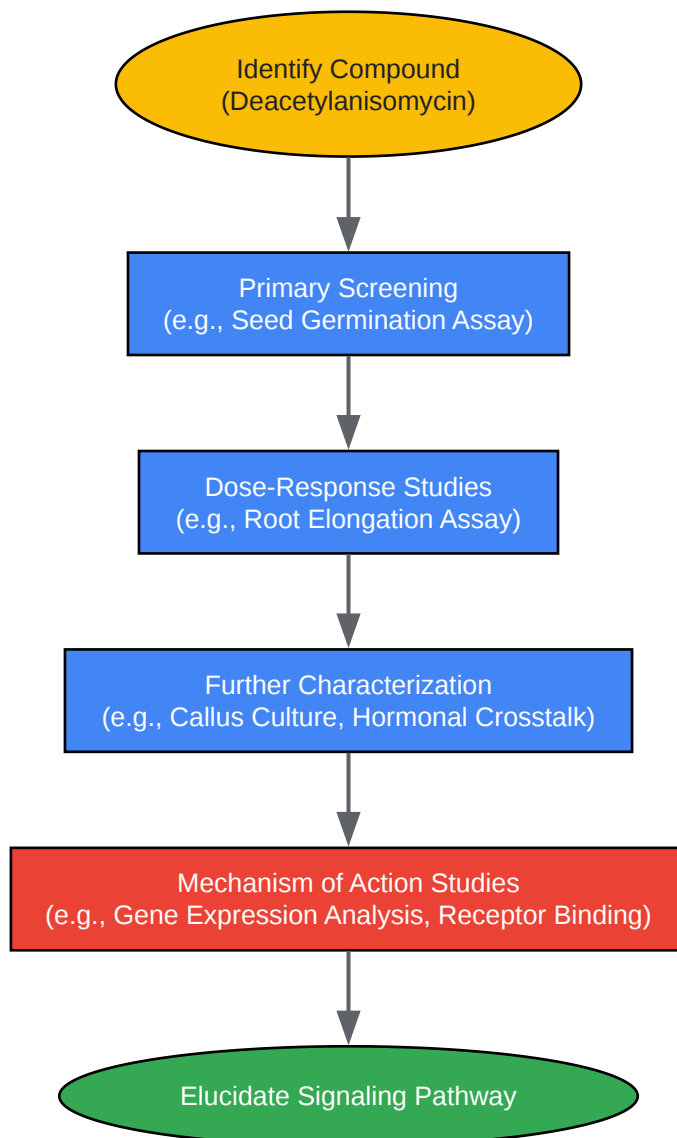 Identify Compound
(Deacetylanisomycin)
Primary Screening
(e.g., Seed Germination Assay)
Dose-Response Studies
(e.g., Root Elongation Assay)
Further Characterization
(e.g., Callus Culture, Hormonal Crosstalk)
Mechanism of Action Studies
(e.g., Gene Expression Analysis, Receptor Binding)
Elucidate Signaling Pathway